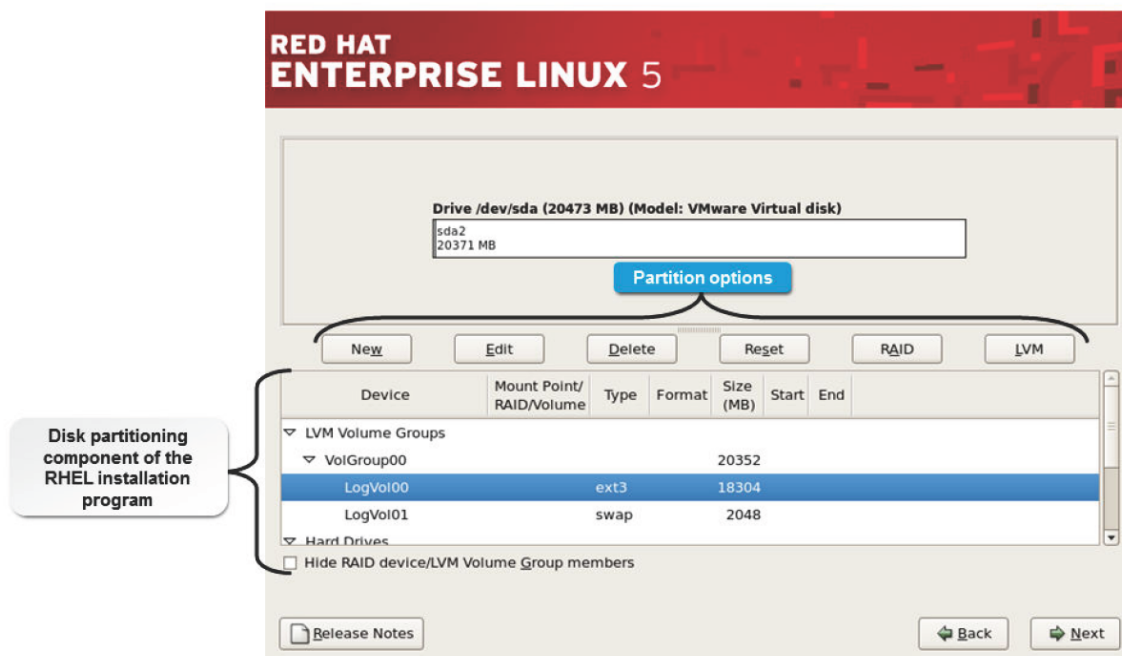 RED HAT
ENTERPRISE LINUX 5
Drive /dev/sda (20473 MB) (Model: VMware Virtual disk)
sda2
20371 MB
Partition options
New Edit Delete Reset RAID LVM
Device Mount Point/ RAID/Volume Type Format Size (MB) Start End
LVM Volume Groups
VolGroup00 20352
LogVol00 ext3 18304
LogVol01 swap 2048
Hard Drives
Hide RAID device/LVM Volume Group members
Disk partitioning
component of the
RHEL installation
program
Release Notes Back Next